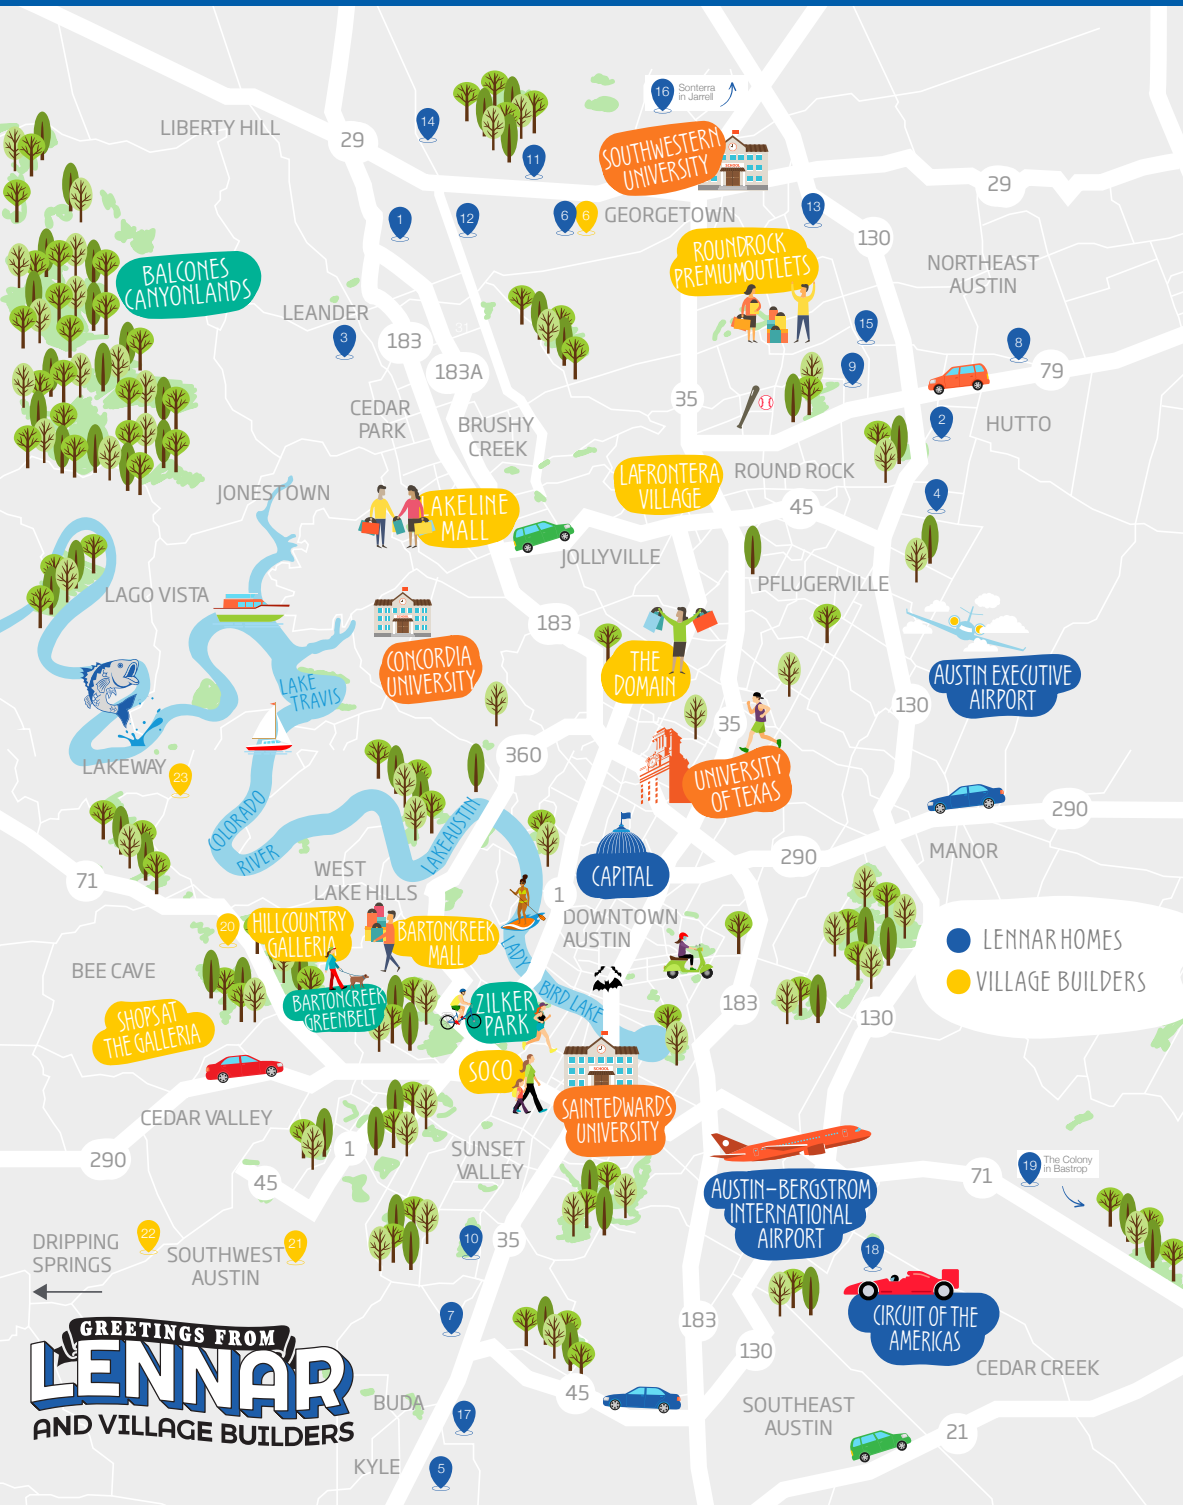 16
Sonterra
in Jarrell
14
LIBERTY HILL
29
11
SOUTHWESTERN
UNIVERSITY
SCHOOL
29
1
12
6
6
GEORGETOWN
13
130
ROUNDROCK
PREMIUMOUTLETS
NORTHEAST
AUSTIN
BALCONES
CANYONLANDS
LEANDER
3
183
31
15
8
183A
9
79
35
CEDAR
PARK
BRUSHY
CREEK
2
HUTTO
LAFRONTERA
VILLAGE
ROUND ROCK
JONESTOWN
LAKELINE
MALL
45
4
JOLLYVILLE
PFLUGERVILLE
LAGO VISTA
183
CONCORDIA
UNIVERSITY
THE
DOMAIN
AUSTIN EXECUTIVE
AIRPORT
LAKE
TRAVIS
130
35
360
LAKEWAY
23
UNIVERSITY
OF TEXAS
COLORADO
RIVER
LAKEAUSTIN
290
290
MANOR
71
WEST
LAKE HILLS
CAPITAL
1
DOWNTOWN
AUSTIN
20
HILLCOUNTRY
GALLERIA
BARTONCREEK
MALL
LADY
BIRD LAKE
LENNAR HOMES
VILLAGE BUILDERS
BEE CAVE
BARTONCREEK
GREENBELT
ZILKER
PARK
183
130
SHOPS AT
THE GALLERIA
SOCO
SCHOOL
SAINTEDWARDS
UNIVERSITY
CEDAR VALLEY
290
1
SUNSET
VALLEY
45
71
19
The Colony
in Bastrop
AUSTIN-BERGSTROM
INTERNATIONAL
AIRPORT
DRIPPING
SPRINGS
22
SOUTHWEST
AUSTIN
21
10
35
18
CIRCUIT OF THE
AMERICAS
7
183
130
CEDAR CREEK
GREETINGS FROM
LENNAR
AND VILLAGE BUILDERS
BUDA
45
17
SOUTHEAST
AUSTIN
21
KYLE
5